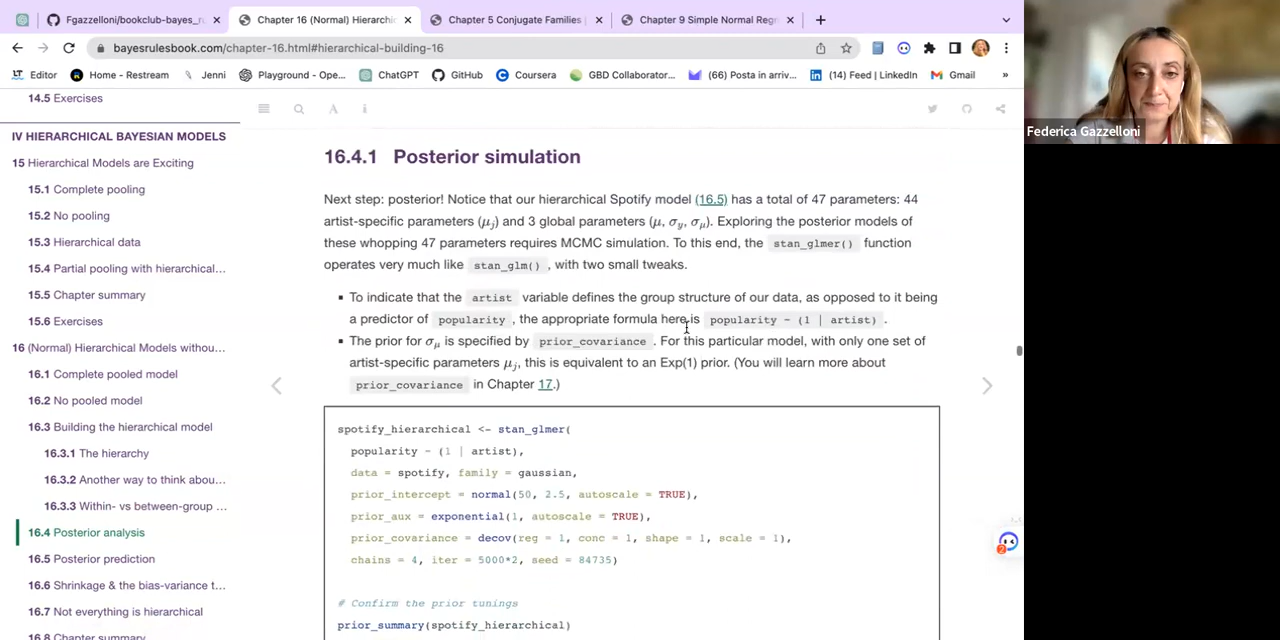 Fgazzelloni/bookclub-bayes_ru
Chapter 16 (Normal) Hierarchic
Chapter 5 Conjugate Families |
Chapter 9 Simple Normal Regr
bayesrulesbook.com/chapter-16.html#hierarchical-building-16
Editor
Home - Restream
Jenni
Playground - Ope...
ChatGPT
GitHub
Coursera
GBD Collaborator...
(66) Posta in arriv...
(14) Feed | LinkedIn
Gmail
»
14.5 Exercises
IV HIERARCHICAL BAYESIAN MODELS
15 Hierarchical Models are Exciting
15.1 Complete pooling
15.2 No pooling
15.3 Hierarchical data
15.4 Partial pooling with hierarchical...
15.5 Chapter summary
15.6 Exercises
16 (Normal) Hierarchical Models withou...
16.1 Complete pooled model
16.2 No pooled model
16.3 Building the hierarchical model
16.3.1 The hierarchy
16.3.2 Another way to think abou...
16.3.3 Within- vs between-group ...
16.4 Posterior analysis
16.5 Posterior prediction
16.6 Shrinkage & the bias-variance t...
16.7 Not everything is hierarchical
16.8 Chapter summary
16.4.1 Posterior simulation
Next step: posterior! Notice that our hierarchical Spotify model (16.5) has a total of 47 parameters: 44
artist-specific parameters (μj) and 3 global parameters (μ, σy, σμ). Exploring the posterior models of
these whopping 47 parameters requires MCMC simulation. To this end, the stan_glmer() function
operates very much like stan_glm() , with two small tweaks.
▪ To indicate that the artist variable defines the group structure of our data, as opposed to it being
a predictor of popularity , the appropriate formula here is popularity ~ (1 | artist) .
▪ The prior for σμ is specified by prior_covariance . For this particular model, with only one set of
artist-specific parameters μj, this is equivalent to an Exp(1) prior. (You will learn more about
prior_covariance in Chapter 17.)
spotify_hierarchical <- stan_glmer(
popularity ~ (1 | artist),
data = spotify, family = gaussian,
prior_intercept = normal(50, 2.5, autoscale = TRUE),
prior_aux = exponential(1, autoscale = TRUE),
prior_covariance = decov(reg = 1, conc = 1, shape = 1, scale = 1),
chains = 4, iter = 5000*2, seed = 84735)
# Confirm the prior tunings
prior_summary(spotify_hierarchical)
2
Federica Gazzelloni